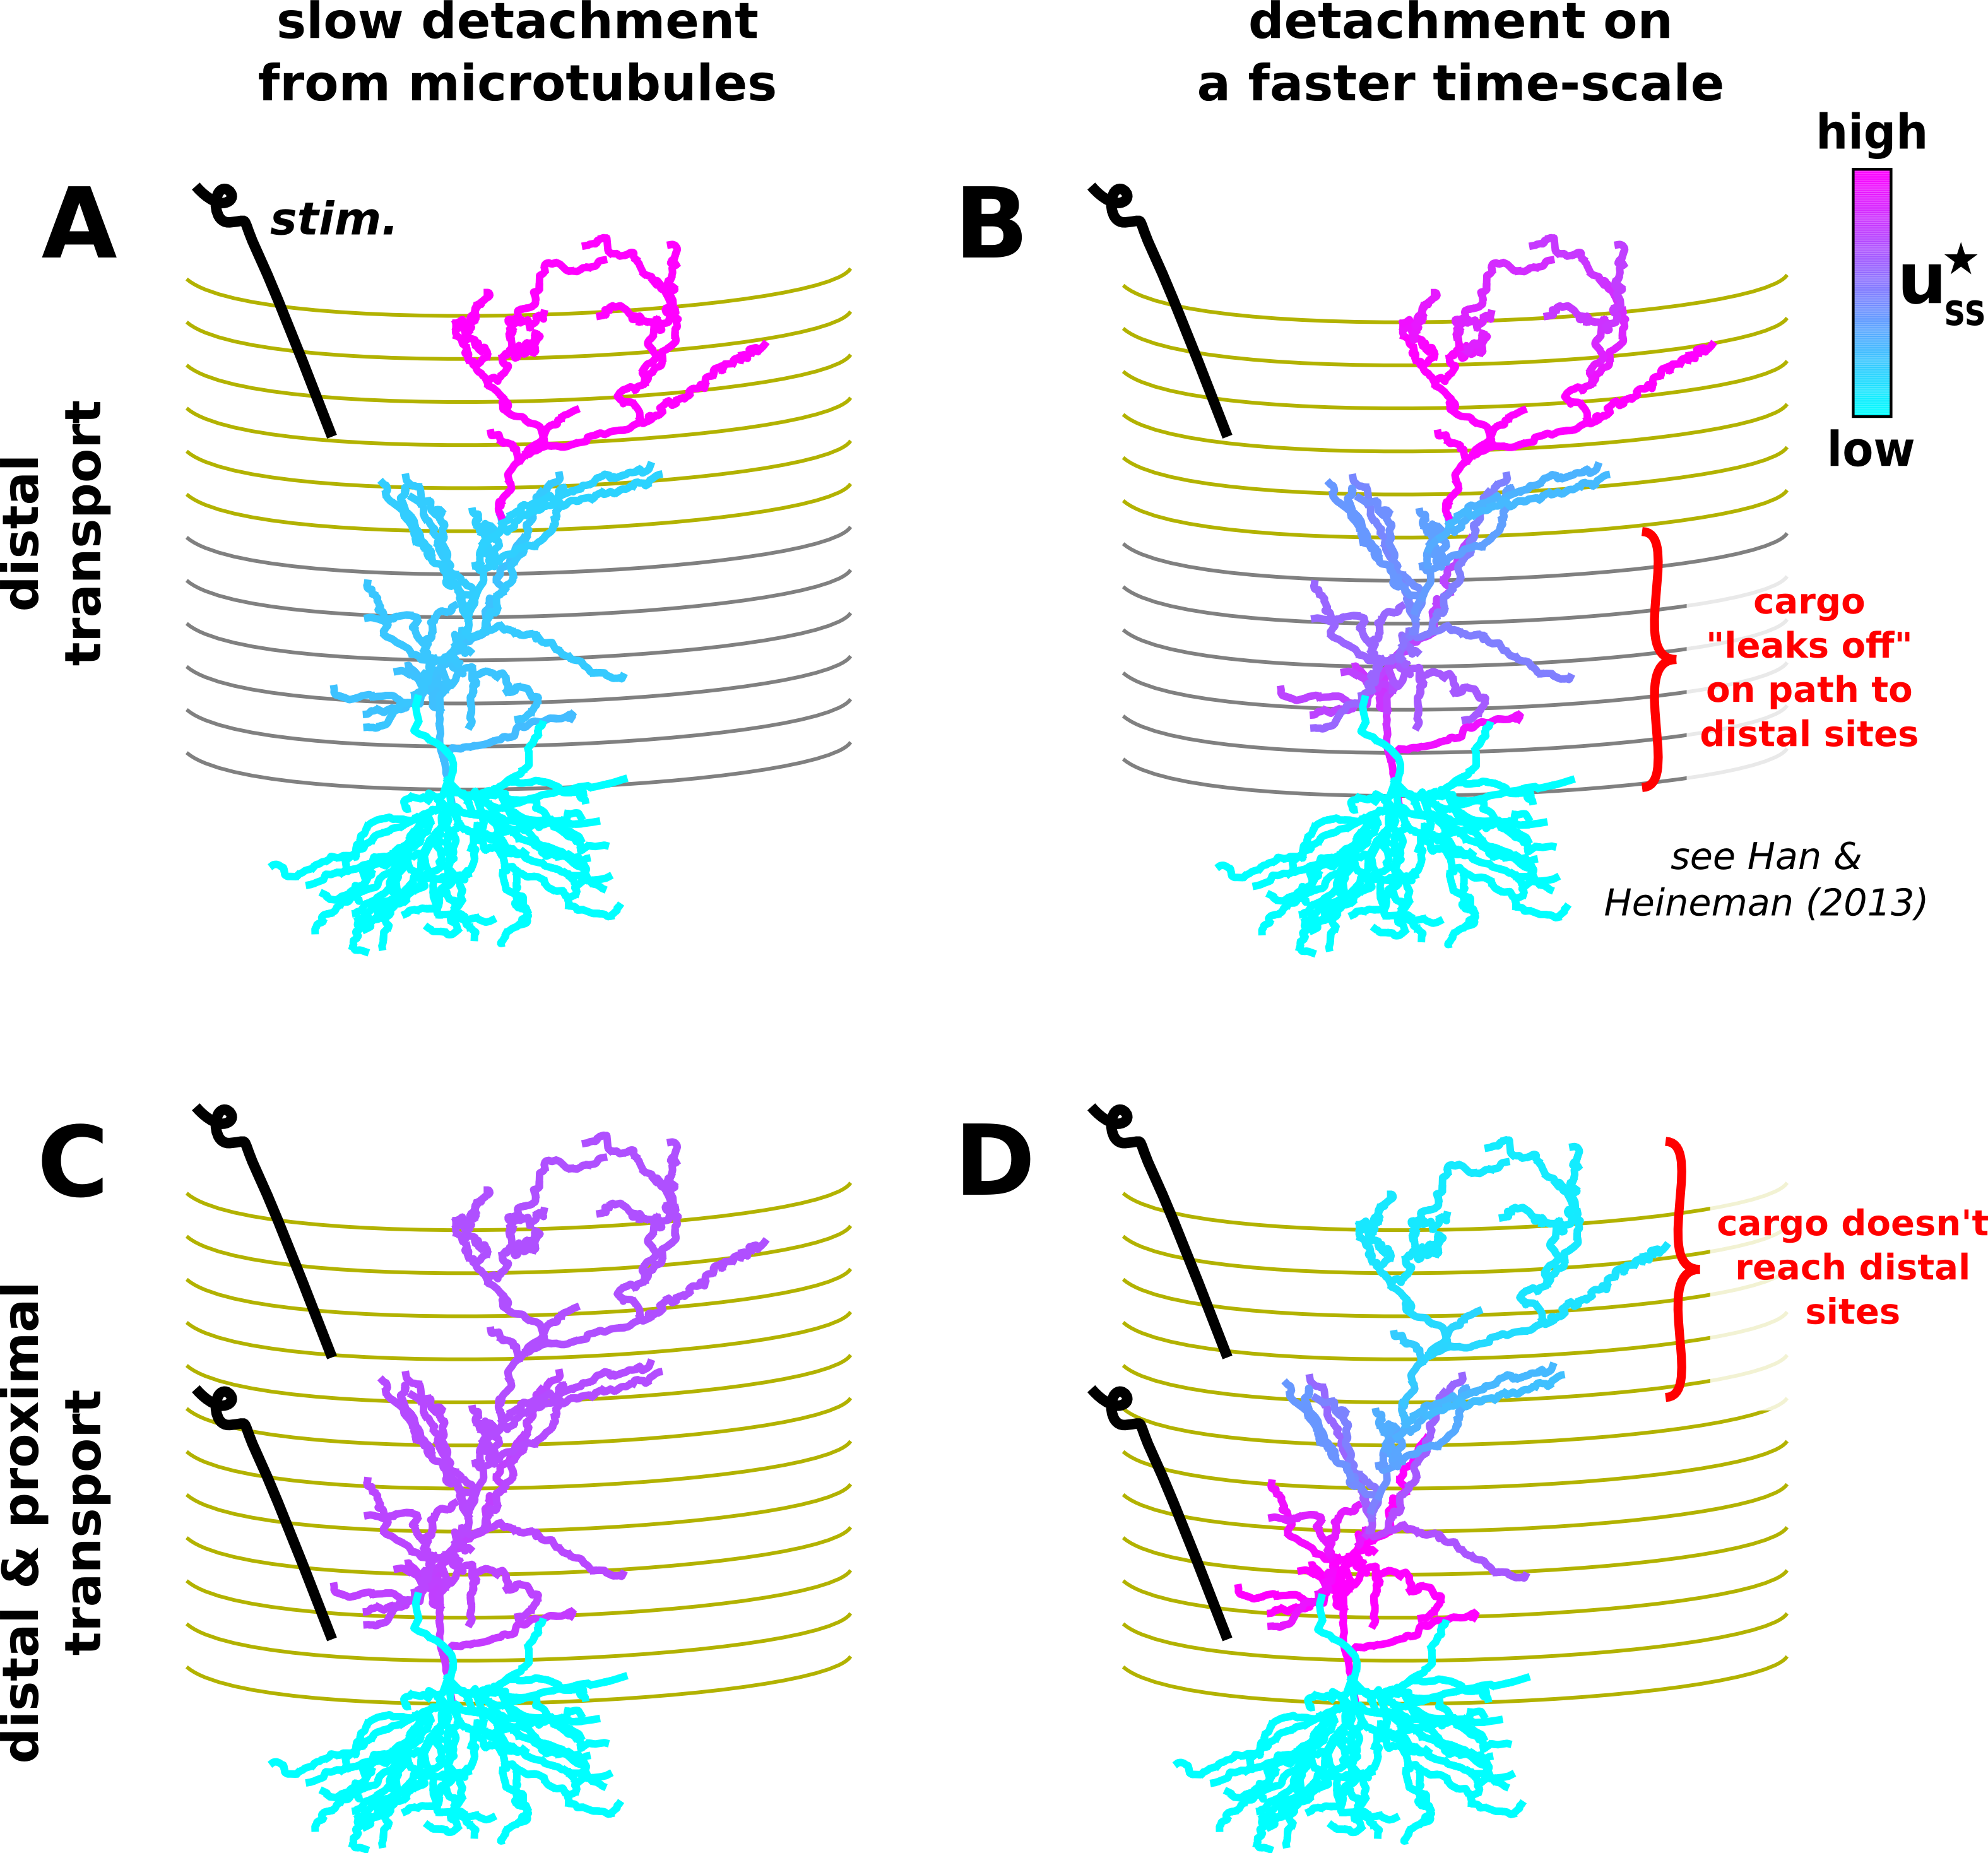 slow detachment
from microtubules
detachment on
a faster time-scale
high
u★ss
low
A
stim.
B
distal
transport
cargo
"leaks off"
on path to
distal sites
see Han &
Heineman (2013)
C
D
distal & proximal
transport
cargo doesn't
reach distal
sites